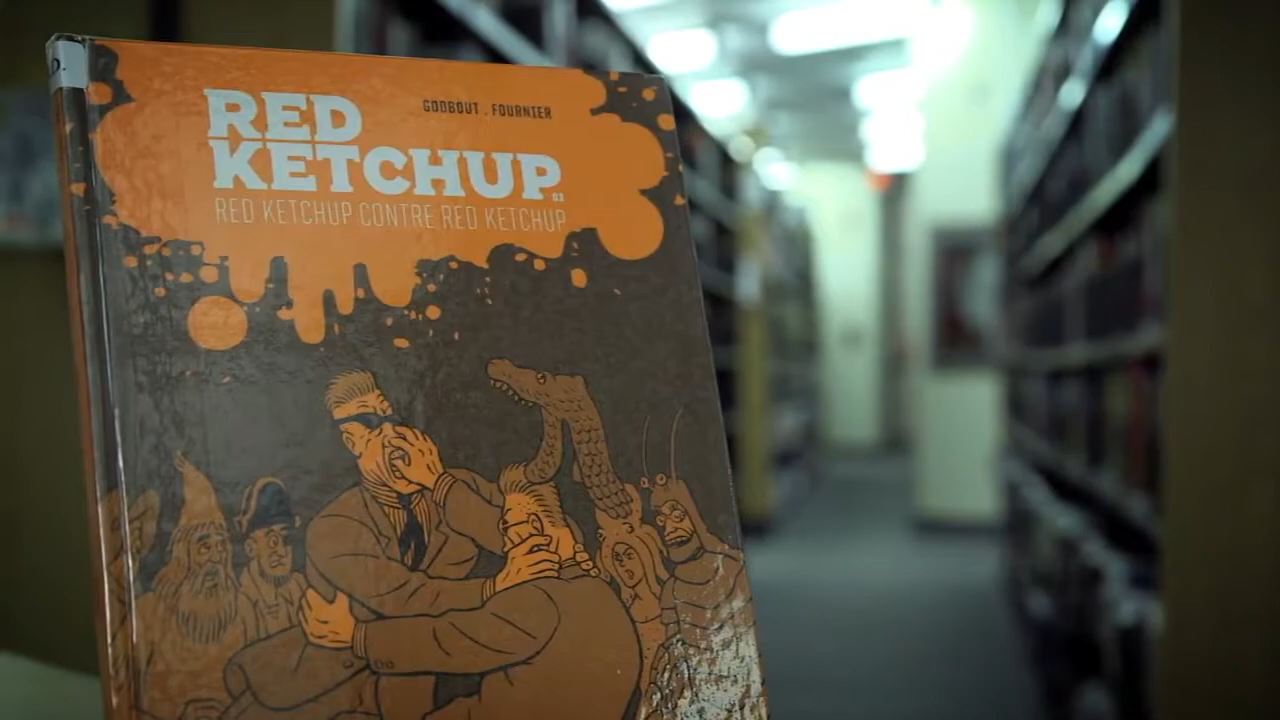 GODBOUT . FOURNIER
RED
KETCHUP
03
RED KETCHUP CONTRE RED KETCHUP